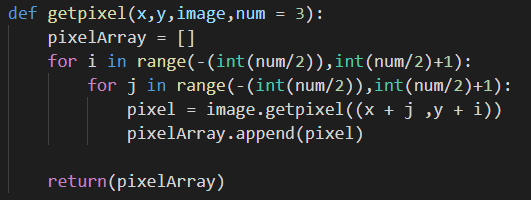 def getpixel(x,y,image,num = 3):
    pixelArray = []
    for i in range(-(int(num/2)),int(num/2)+1):
        for j in range(-(int(num/2)),int(num/2)+1):
            pixel = image.getpixel((x + j ,y + i))
            pixelArray.append(pixel)

    return(pixelArray)